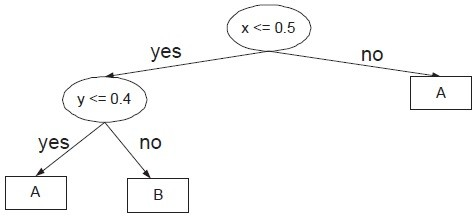 x <= 0.5
yes
no
y <= 0.4
A
yes
no
A
B